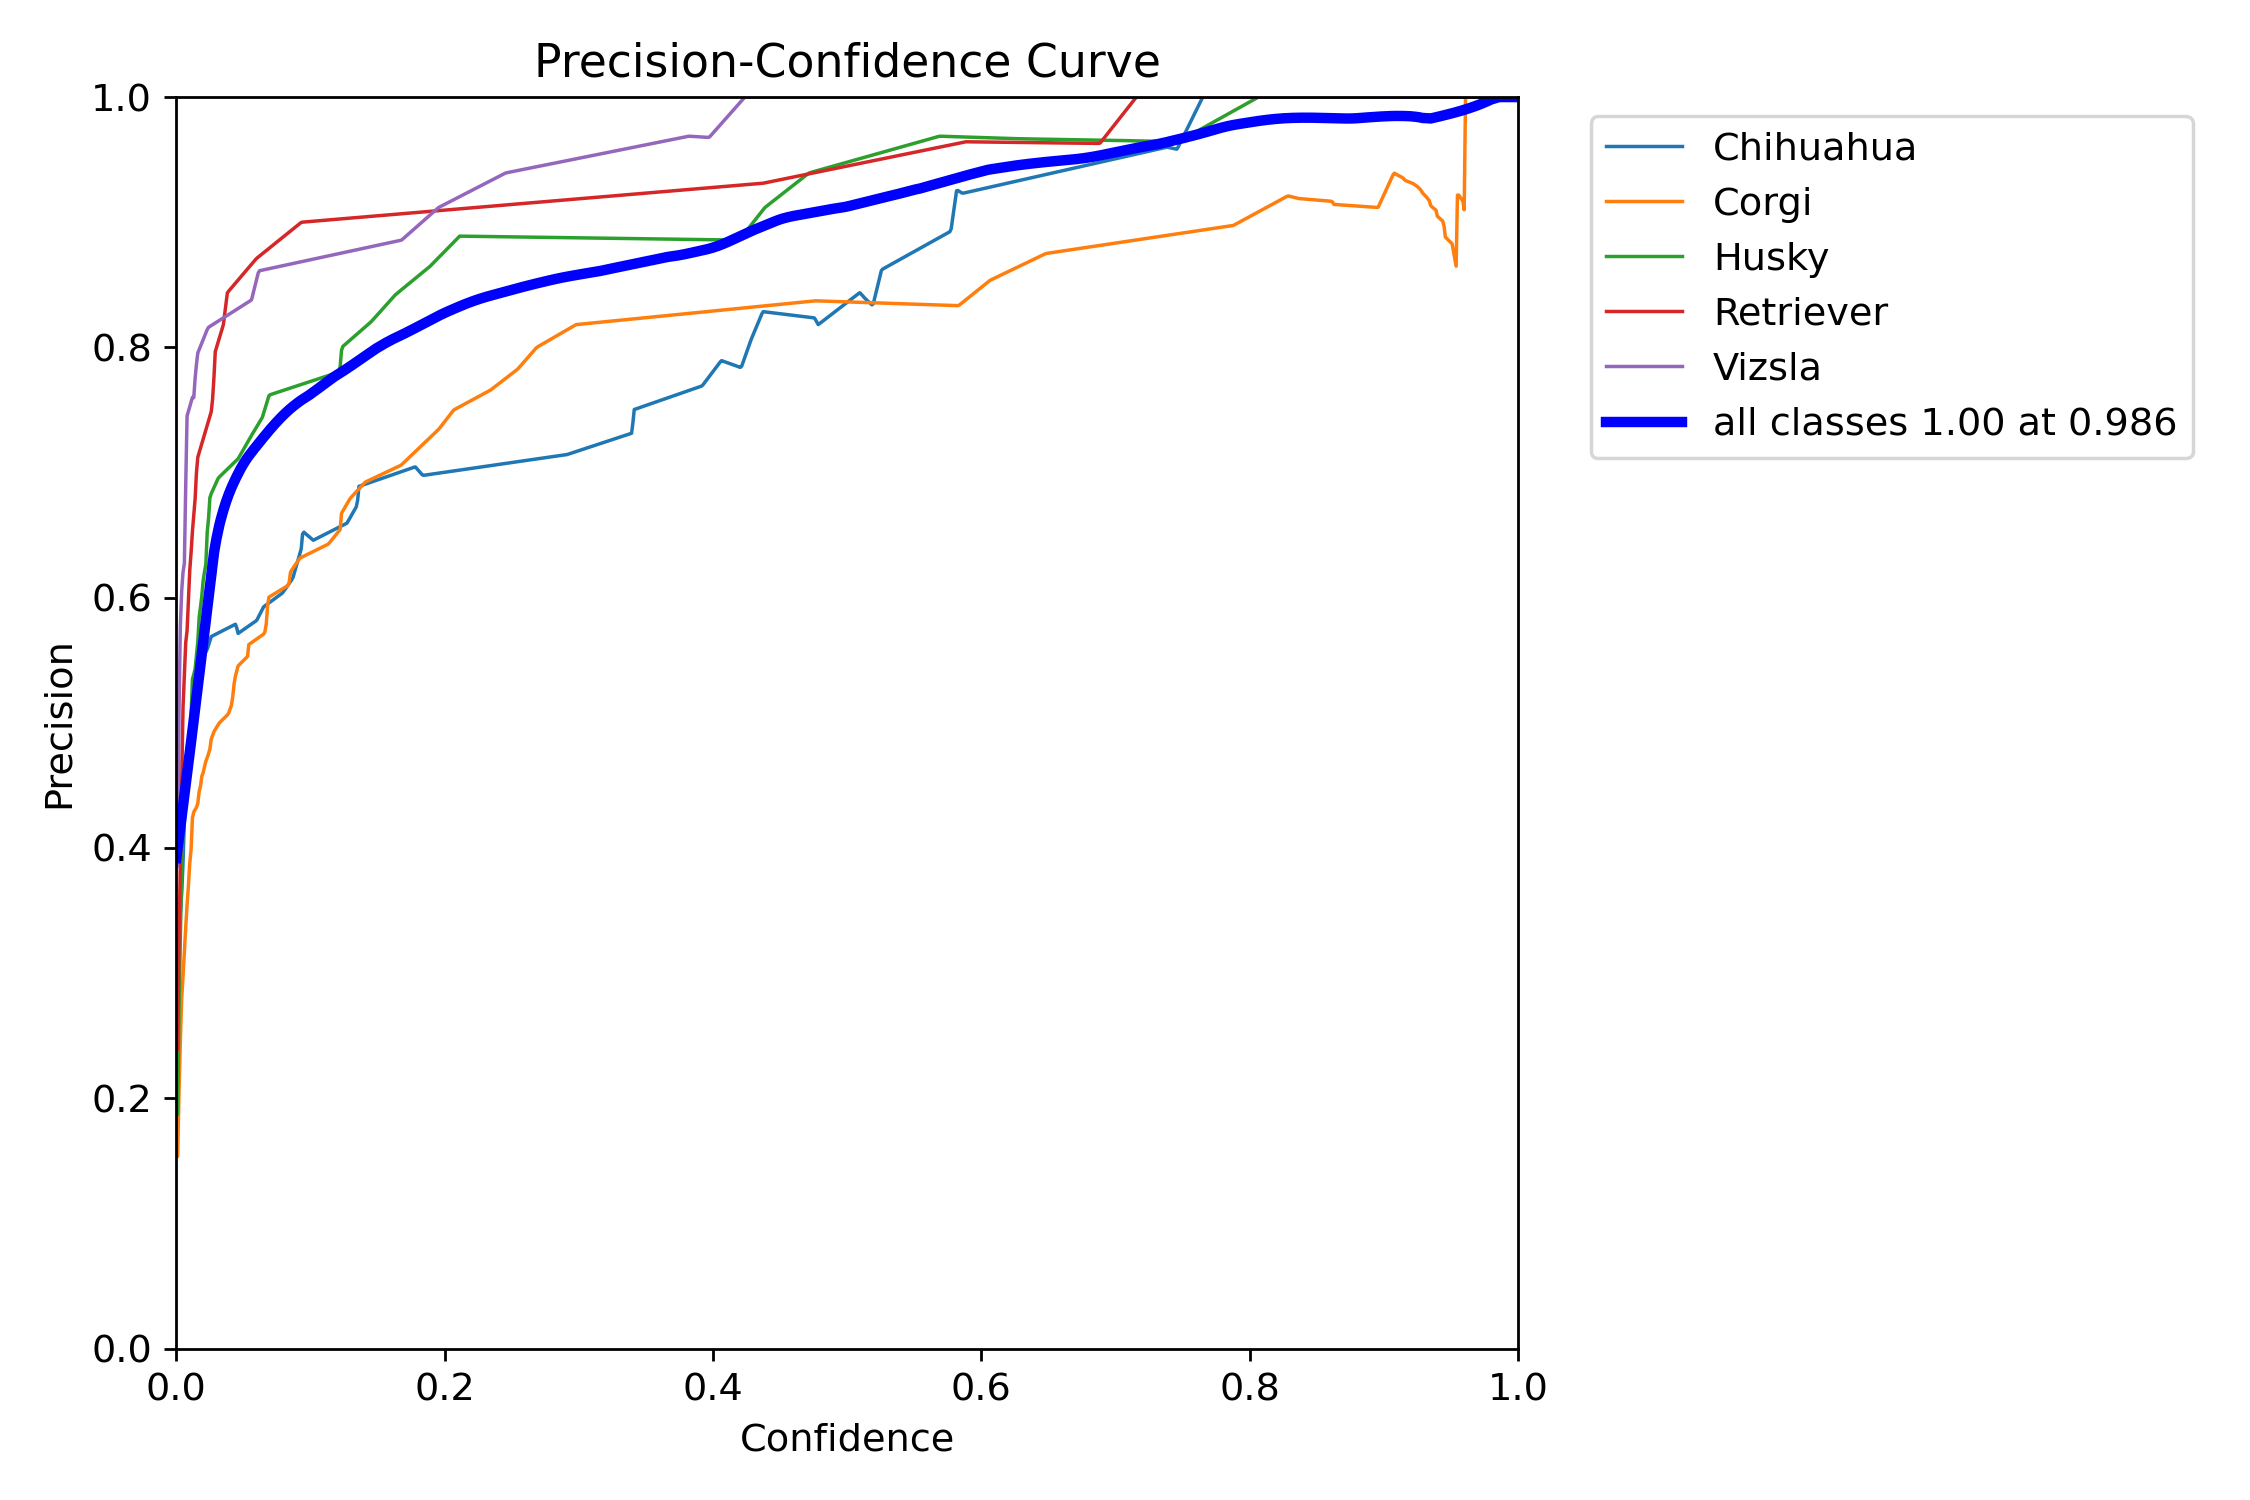 Precision-Confidence Curve
1.0
0.8
0.6
0.4
0.2
0.0
Precision
0.0 0.2 0.4 0.6 0.8 1.0
Confidence
Chihuahua
Corgi
Husky
Retriever
Vizsla
all classes 1.00 at 0.986